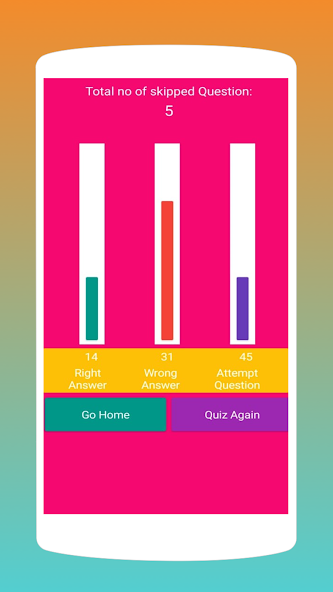 Total no of skipped Question:
5
14 31 45
Right Wrong Attempt
Answer Answer Question
Go Home Quiz Again